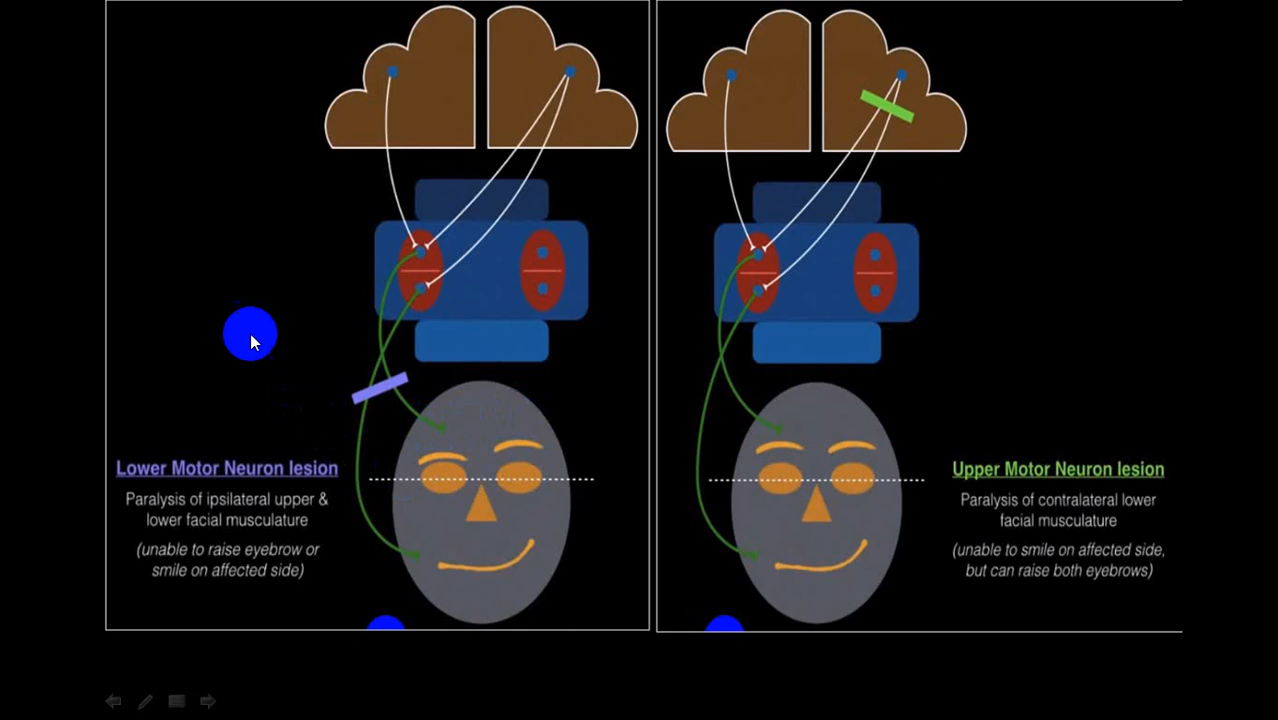 Lower Motor Neuron lesion
Paralysis of ipsilateral upper &
lower facial musculature
(unable to raise eyebrow or
smile on affected side)
Upper Motor Neuron lesion
Paralysis of contralateral lower
facial musculature
(unable to smile on affected side,
but can raise both eyebrows)